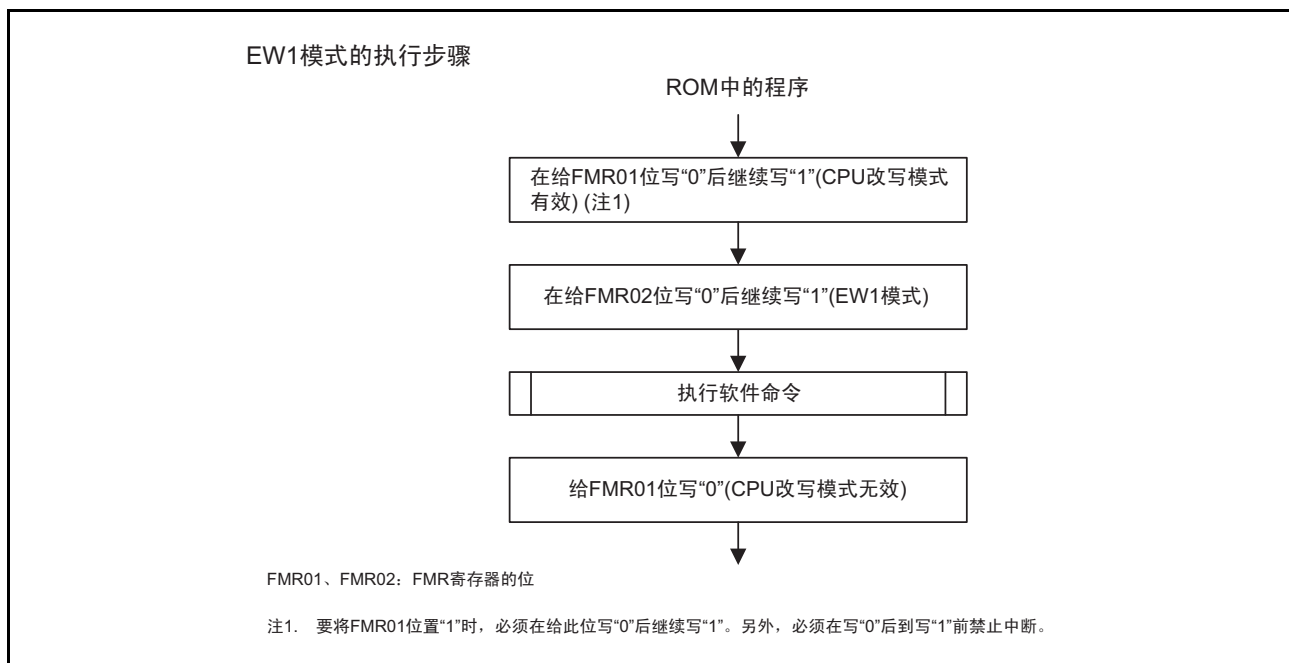 EW1模式的执行步骤
ROM中的程序
在给FMR01位写“0”后继续写“1”(CPU改写模式
有效) (注1)
在给FMR02位写“0”后继续写“1”(EW1模式)
执行软件命令
给FMR01位写“0”(CPU改写模式无效)
FMR01、FMR02：FMR寄存器的位
注1. 要将FMR01位置“1”时，必须在给此位写“0”后继续写“1”。另外，必须在写“0”后到写“1”前禁止中断。